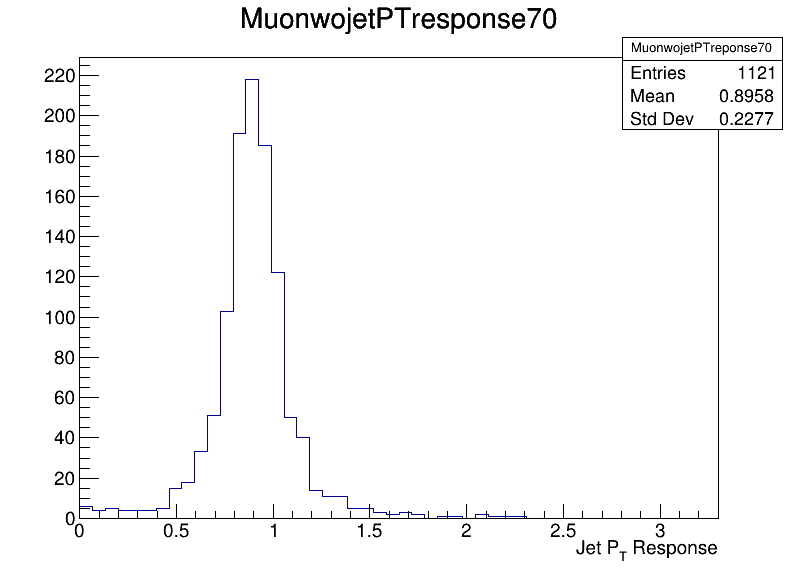 MuonwojetPTresponse70
MuonwojetPTreponse70
Entries 1121
Mean 0.8958
Std Dev 0.2277
220
200
180
160
140
120
100
80
60
40
20
0
0 0.5 1 1.5 2 2.5 3
Jet P_T Response